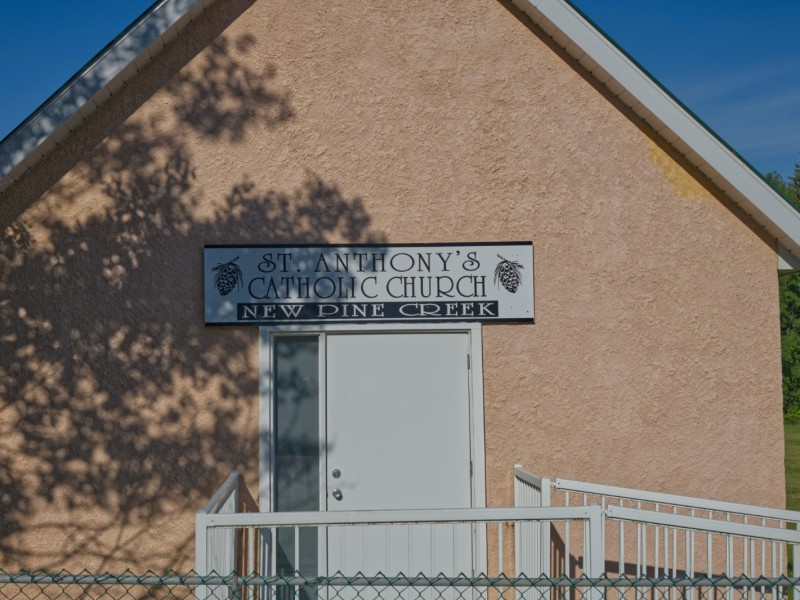 ST. ANTHONY'S
CATHOLIC CHURCH
NEW PINE CREEK